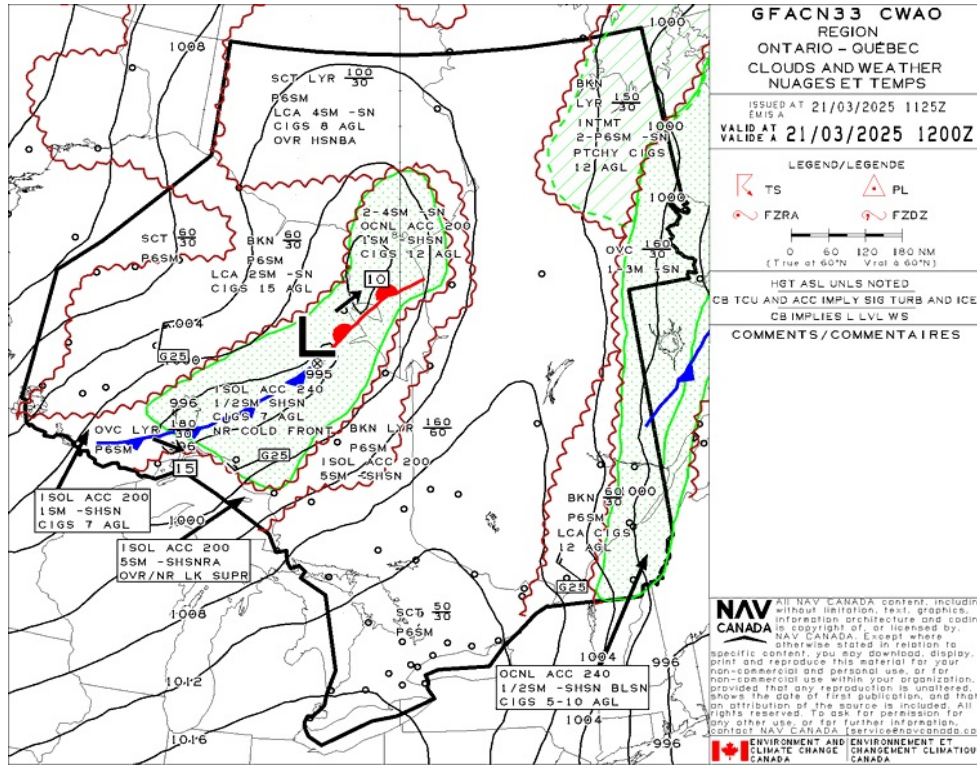 1008
1000
SCT LYR 100
30
P6SM
LCA 4SM -SN
CIGS 8 AGL
OVR HSNBA
BKN
LYR 150
30
INTMT
2-P6SM -SN
PTCHY CIGS
12 AGL
1000
1000
SCT 60
30
P6SM
BKN 60
30
P6SM
LCA 2SM -SN
CIGS 15 AGL
2-4SM -SN
OCNL ACC 200
1SM -SHSN
CIGS 12 AGL
10
OVC 160
30
1-3M -SN
1004
G25
1000
L
995
996
ISOL ACC 240
1/2SM SHSN
CIGS 7 AGL
NR-COLD FRONT
OVC LYR 180
30
P6SM
996
15
G25
BKN LYR 160
60
P6SM
ISOL ACC 200
5SM -SHSN
ISOL ACC 200
1SM -SHSN
CIGS 7 AGL
1000
ISOL ACC 200
5SM -SHSNRA
OVR/NR LK SUPR
BKN 60
30
P6SM
LCA CIGS
12 AGL
1000
G25
1008
SCT 50
30
P6SM
1004
996
OCNL ACC 240
1/2SM -SHSN BLSN
CIGS 5-10 AGL
1012
1004
1016
996
GFACN33 CWAO
REGION
ONTARIO - QUÉBEC
CLOUDS AND WEATHER
NUAGES ET TEMPS
ISSUED AT 21/03/2025 1125Z
ÉMIS A
VALID AT 21/03/2025 1200Z
VALIDE A
LEGEND/LÉGENDE
TS
PL
FZRA
FZDZ
0 60 120 180 NM
(True at 60°N Vrai à 60°N)
HGT ASL UNLS NOTED
CB TCU AND ACC IMPLY SIG TURB AND ICE
CB IMPLIES L LVL WS
COMMENTS/COMMENTAIRES
NAV
CANADA
All NAV CANADA content, includin
without limitation, text, graphics,
information architecture and codin
is copyright of, or licensed by,
NAV CANADA. Except where
otherwise stated in relation to
specific content, you may download, display,
print and reproduce this material for your
non-commercial and personal use, or for
non-commercial use within your organization,
provided that any reproduction is unaltered,
shows the date of first publication, and that
an attribution of the source is included. All
rights reserved. To ask for permission for
any other use, or for further information,
contact NAV CANADA [service@navcanada.ca
ENVIRONMENT AND
CLIMATE CHANGE
CANADA
ENVIRONNEMENT ET
CHANGEMENT CLIMATIQU
CANADA